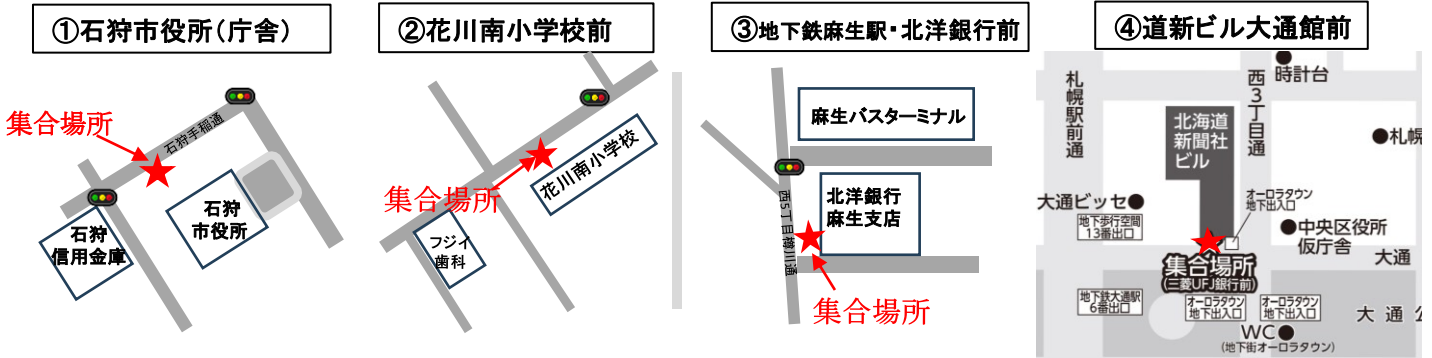 ①石狩市役所(庁舎)
集合場所
石狩手稲通
石狩
市役所
石狩
信用金庫
②花川南小学校前
集合場所
花川南小学校
フジイ
歯科
③地下鉄麻生駅・北洋銀行前
麻生バスターミナル
北洋銀行
麻生支店
西5丁目樽川通
集合場所
④道新ビル大通館前
時計台
札幌駅前通
西3丁目通
北海道
新聞社
ビル
札幌
オーロラタウン
地下出入口
大通ビッセ
地下歩行空間
13番出口
中央区役所
仮庁舎
大通
集合場所
(三菱UFJ銀行前)
地下鉄大通駅
6番出口
オーロラタウン
地下出入口
オーロラタウン
地下出入口
大通公
WC
(地下街オーロラタウン)